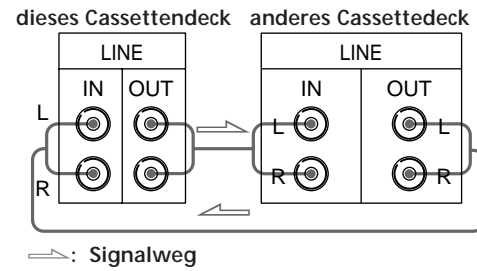 dieses Cassettendeck anderes Cassettedeck
LINE LINE
IN OUT IN OUT
L L L
R R R
: Signalweg